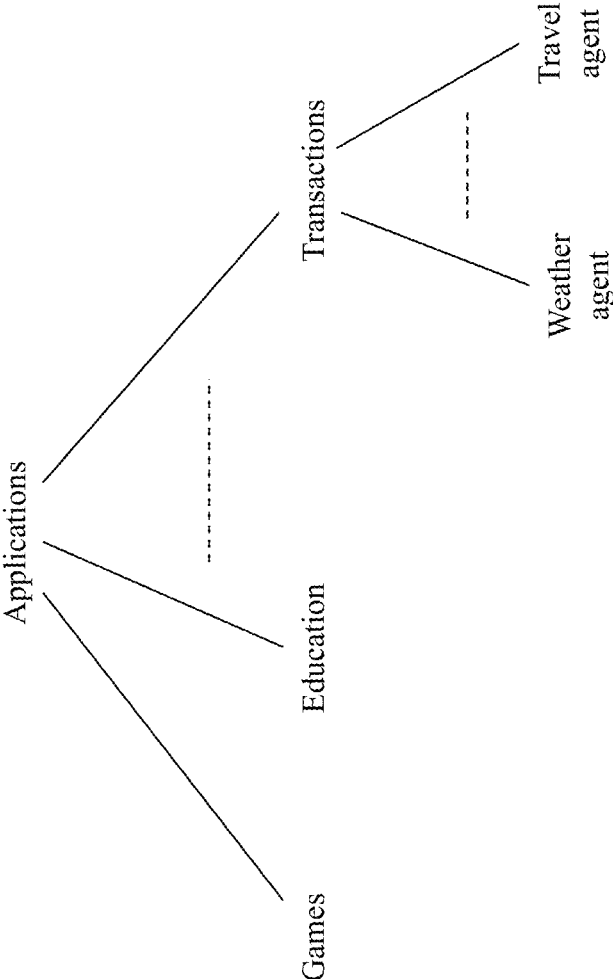 Applications
Games
Education
Transactions
Weather
agent
Travel
agent